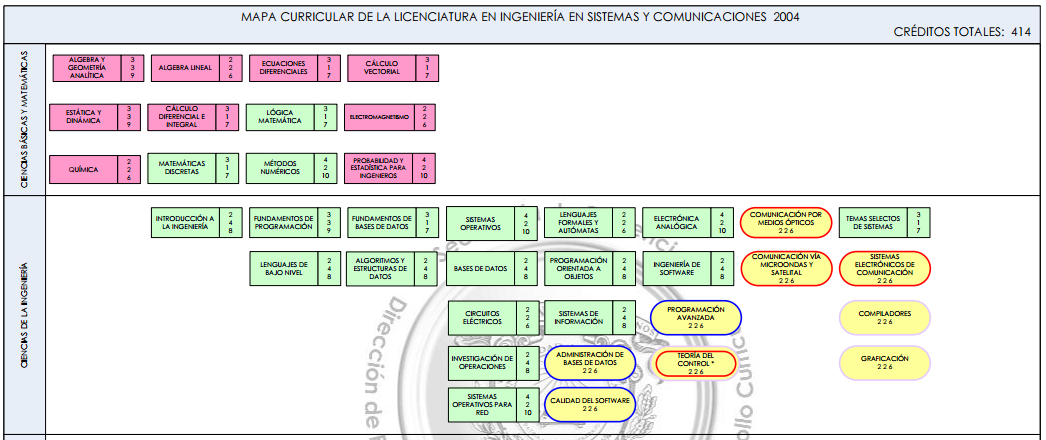 MAPA CURRICULAR DE LA LICENCIATURA EN INGENIERÍA EN SISTEMAS Y COMUNICACIONES 2004
CRÉDITOS TOTALES: 414
CIENCIAS BÁSICAS Y MATEMÁTICAS
ALGEBRA Y
GEOMETRÍA
ANALÍTICA
3
3
9
ALGEBRA LINEAL
2
2
6
ECUACIONES
DIFERENCIALES
3
1
7
CÁLCULO
VECTORIAL
3
1
7
ESTÁTICA Y
DINÁMICA
3
3
9
CÁLCULO
DIFERENCIAL E
INTEGRAL
3
1
7
LÓGICA
MATEMÁTICA
3
1
7
ELECTROMAGNETISMO
2
2
6
QUÍMICA
2
2
6
MATEMÁTICAS
DISCRETAS
3
1
7
MÉTODOS
NUMÉRICOS
4
2
10
PROBABILIDAD Y
ESTADÍSTICA PARA
INGENIEROS
4
2
10
CIENCIAS DE LA INGENIERÍA
INTRODUCCIÓN A
LA INGENIERÍA
2
4
8
FUNDAMENTOS DE
PROGRAMACIÓN
3
3
9
FUNDAMENTOS DE
BASES DE DATOS
3
1
7
SISTEMAS
OPERATIVOS
4
2
10
LENGUAJES
FORMALES Y
AUTÓMATAS
2
2
6
ELECTRÓNICA
ANALÓGICA
4
2
10
COMUNICACIÓN POR
MEDIOS ÓPTICOS
2 2 6
TEMAS SELECTOS
DE SISTEMAS
3
1
7
LENGUAJES DE
BAJO NIVEL
2
4
8
ALGORITMOS Y
ESTRUCTURAS DE
DATOS
2
4
8
BASES DE DATOS
2
4
8
PROGRAMACIÓN
ORIENTADA A
OBJETOS
2
4
8
INGENIERÍA DE
SOFTWARE
2
4
8
COMUNICACIÓN VÍA
MICROONDAS Y
SATELITAL
2 2 6
SISTEMAS
ELECTRÓNICOS DE
COMUNICACIÓN
2 2 6
CIRCUITOS
ELÉCTRICOS
2
2
6
SISTEMAS DE
INFORMACIÓN
2
4
8
PROGRAMACIÓN
AVANZADA
2 2 6
COMPILADORES
2 2 6
INVESTIGACIÓN DE
OPERACIONES
2
4
8
ADMINISTRACIÓN DE
BASES DE DATOS
2 2 6
TEORÍA DEL
CONTROL *
2 2 6
GRAFICACIÓN
2 2 6
SISTEMAS
OPERATIVOS PARA
RED
4
2
10
CALIDAD DEL SOFTWARE
2 2 6
Dirección de